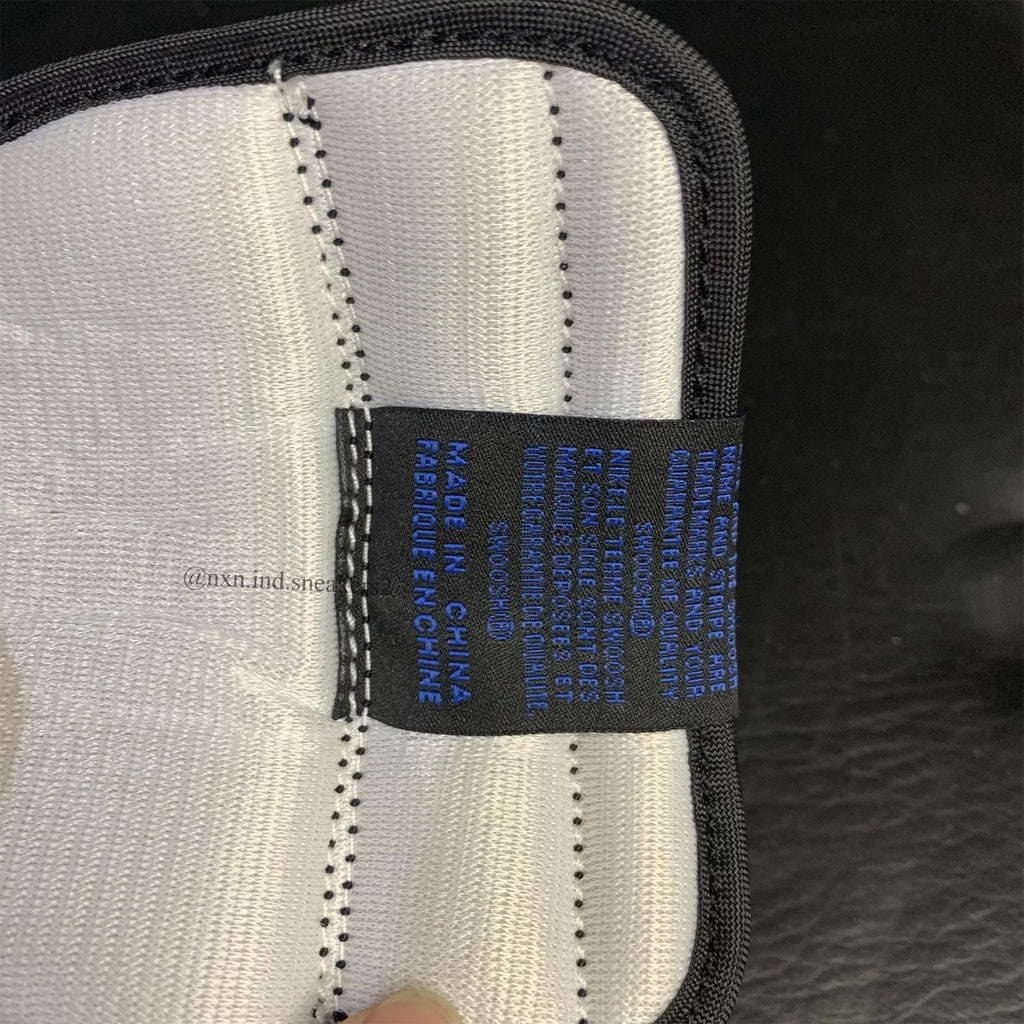 NAME AND STRIPE ARE
TRADEMARKS AND YOUR
GUARANTEE OF QUALITY
SWOOSH®
NIKE LE TERME SWOOSH
ET SON SIGLE SONT DES
MARQUES DEPOSEES ET
VOTRE GARANTIE DE QUALITE.
SWOOSH®
MADE IN CHINA
FABRIQUE EN CHINE